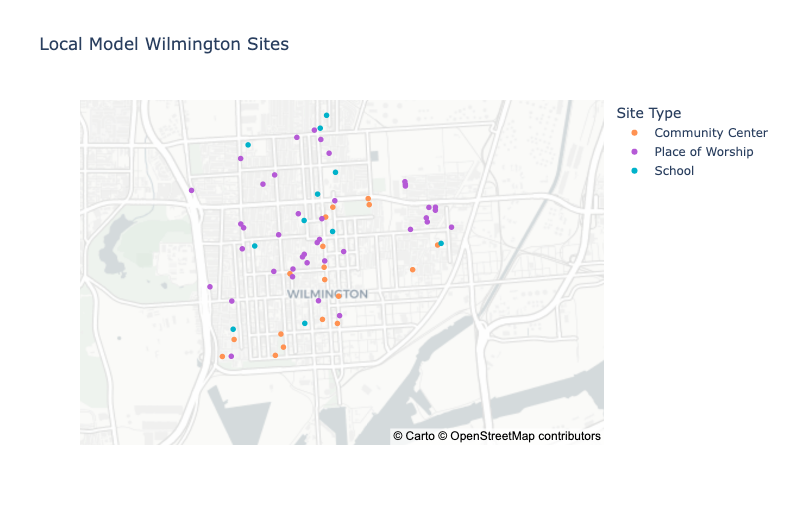 Local Model Wilmington Sites
Site Type
Community Center
Place of Worship
School
WILMINGTON
© Carto © OpenStreetMap contributors